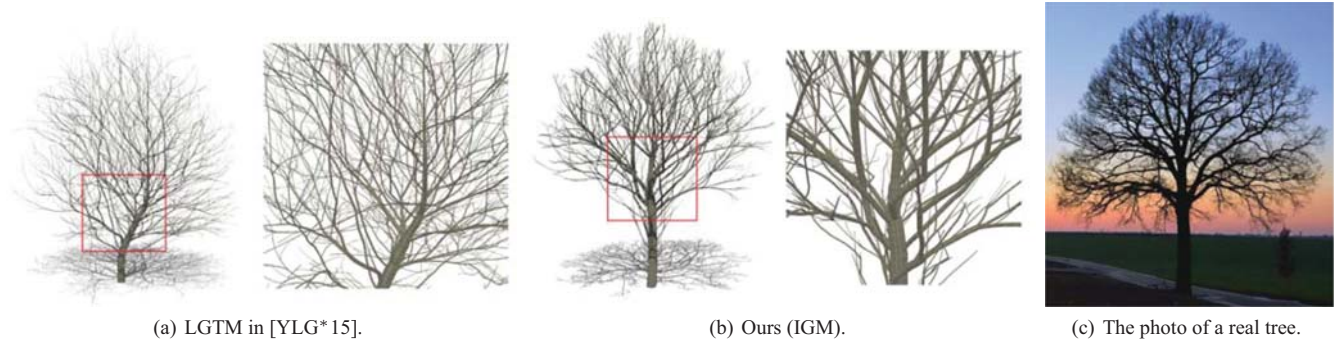 (a) LGTM in [YLG*15].
(b) Ours (IGM).
(c) The photo of a real tree.